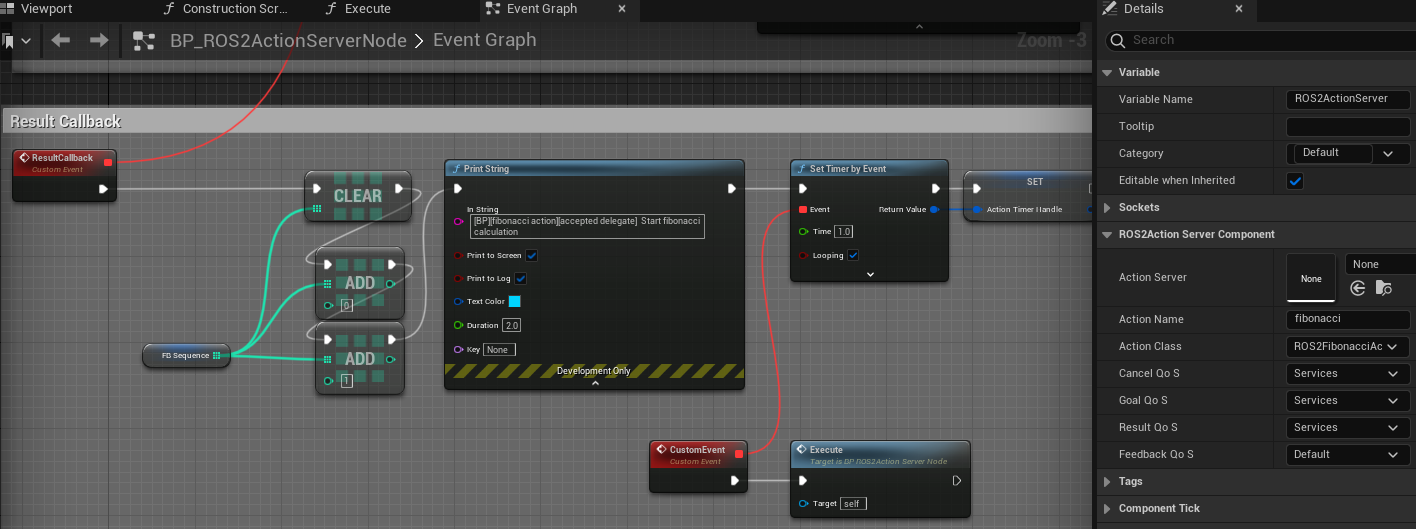 Viewport
Construction Scr...
Execute
Event Graph
Details
BP_ROS2ActionServerNode
Event Graph
Zoom -3
Search
Variable
Variable Name
ROS2ActionServer
Tooltip
Category
Default
Editable when Inherited
Sockets
ROS2Action Server Component
Action Server
None
None
Action Name
fibonacci
Action Class
ROS2FibonacciAc
Cancel Qo S
Services
Goal Qo S
Services
Result Qo S
Services
Feedback Qo S
Default
Tags
Component Tick
Result Callback
ResultCallback
Custom Event
CLEAR
ADD
0
ADD
1
FB Sequence
Print String
In String
[BP][fibonacci action][accepted delegate] Start fibonacci
calculation
Print to Screen
Print to Log
Text Color
Duration
2.0
Key
None
Development Only
Set Timer by Event
Event
Return Value
Time
1.0
Looping
SET
Action Timer Handle
CustomEvent
Custom Event
Execute
Target is BP ROS2Action Server Node
Target
self